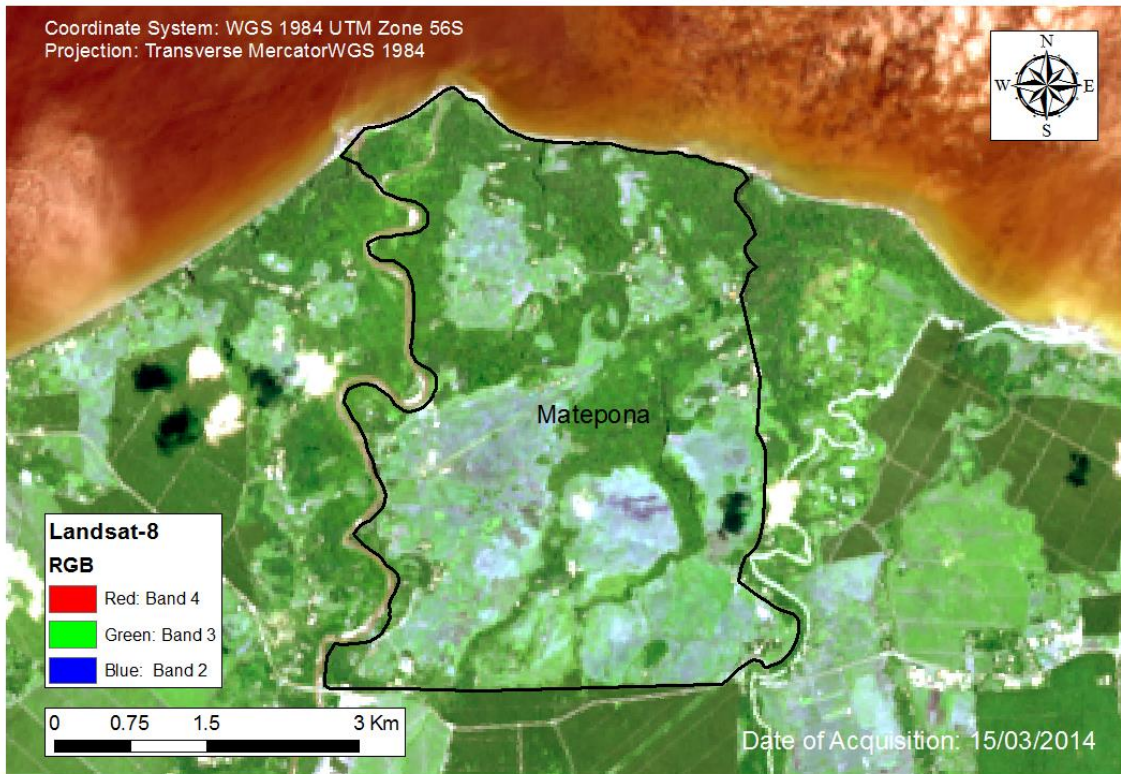 Coordinate System: WGS 1984 UTM Zone 56S
Projection: Transverse MercatorWGS 1984
N
W E
S
Matepona
Landsat-8
RGB
Red: Band 4
Green: Band 3
Blue: Band 2
0 0.75 1.5 3 Km
Date of Acquisition: 15/03/2014